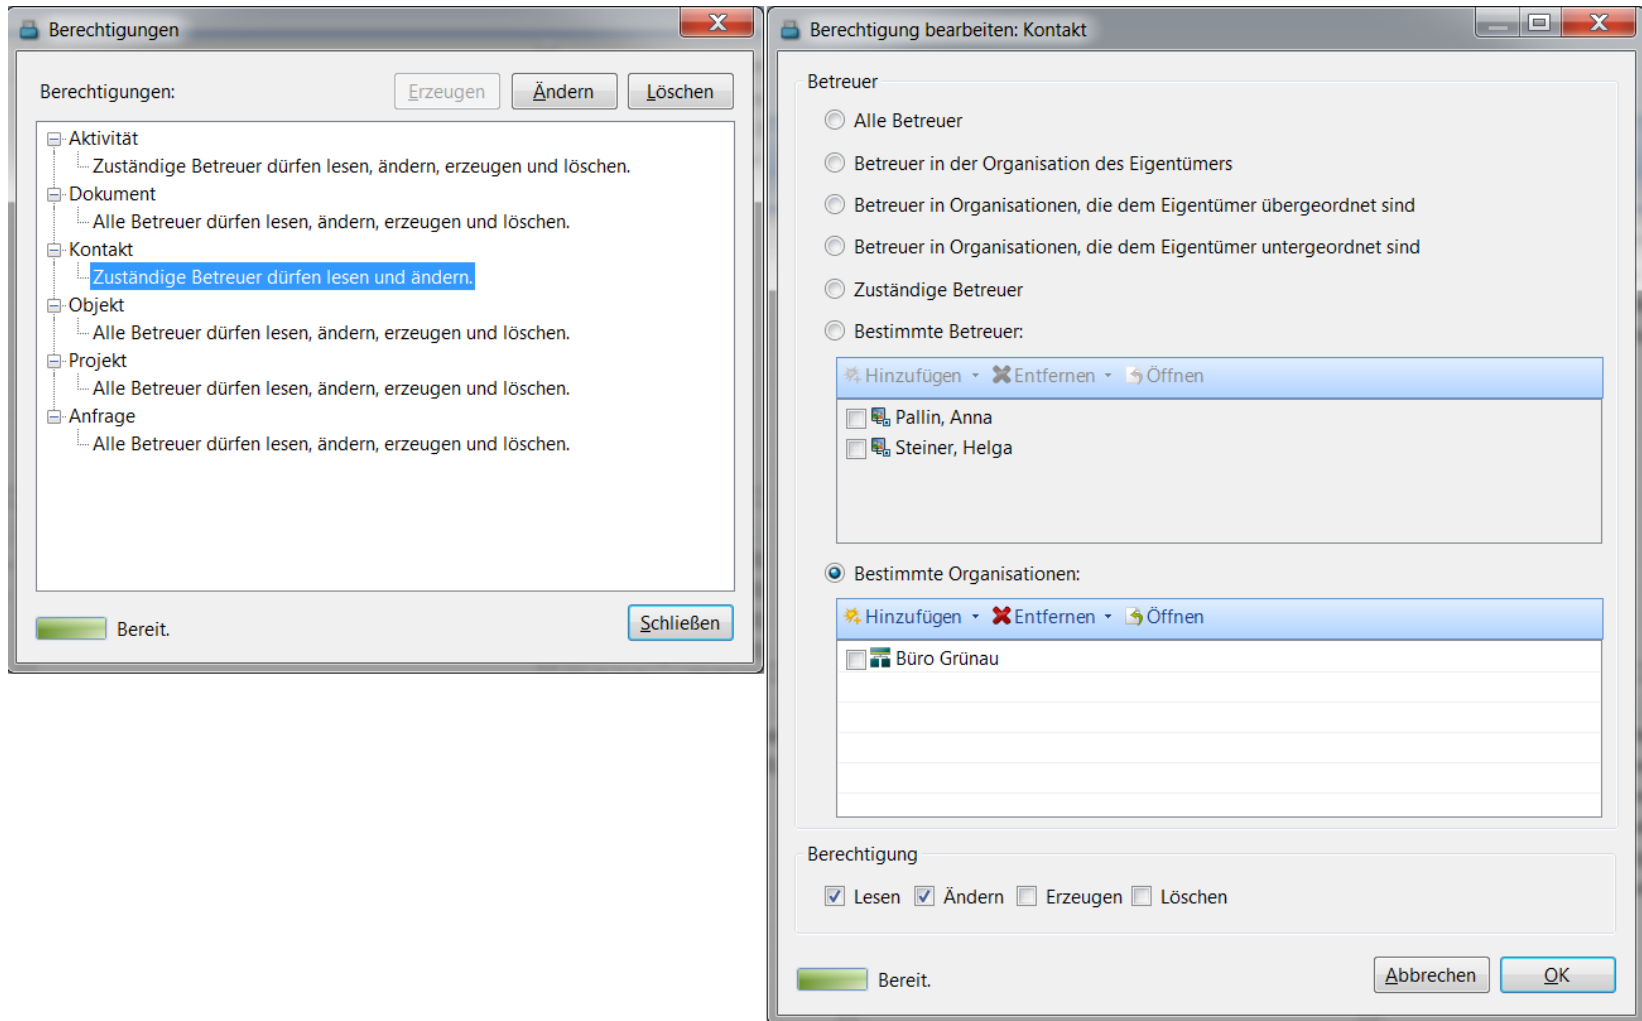 Berechtigungen
Berechtigungen:
Erzeugen
Ändern
Löschen
Aktivität
Zuständige Betreuer dürfen lesen, ändern, erzeugen und löschen.
Dokument
Alle Betreuer dürfen lesen, ändern, erzeugen und löschen.
Kontakt
Zuständige Betreuer dürfen lesen und ändern.
Objekt
Alle Betreuer dürfen lesen, ändern, erzeugen und löschen.
Projekt
Alle Betreuer dürfen lesen, ändern, erzeugen und löschen.
Anfrage
Alle Betreuer dürfen lesen, ändern, erzeugen und löschen.
Bereit.
Schließen
Berechtigung bearbeiten: Kontakt
Betreuer
Alle Betreuer
Betreuer in der Organisation des Eigentümers
Betreuer in Organisationen, die dem Eigentümer übergeordnet sind
Betreuer in Organisationen, die dem Eigentümer untergeordnet sind
Zuständige Betreuer
Bestimmte Betreuer:
Hinzufügen Entfernen Öffnen
Pallin, Anna
Steiner, Helga
Bestimmte Organisationen:
Hinzufügen Entfernen Öffnen
Büro Grünau
Berechtigung
Lesen Ändern Erzeugen Löschen
Bereit.
Abbrechen
OK